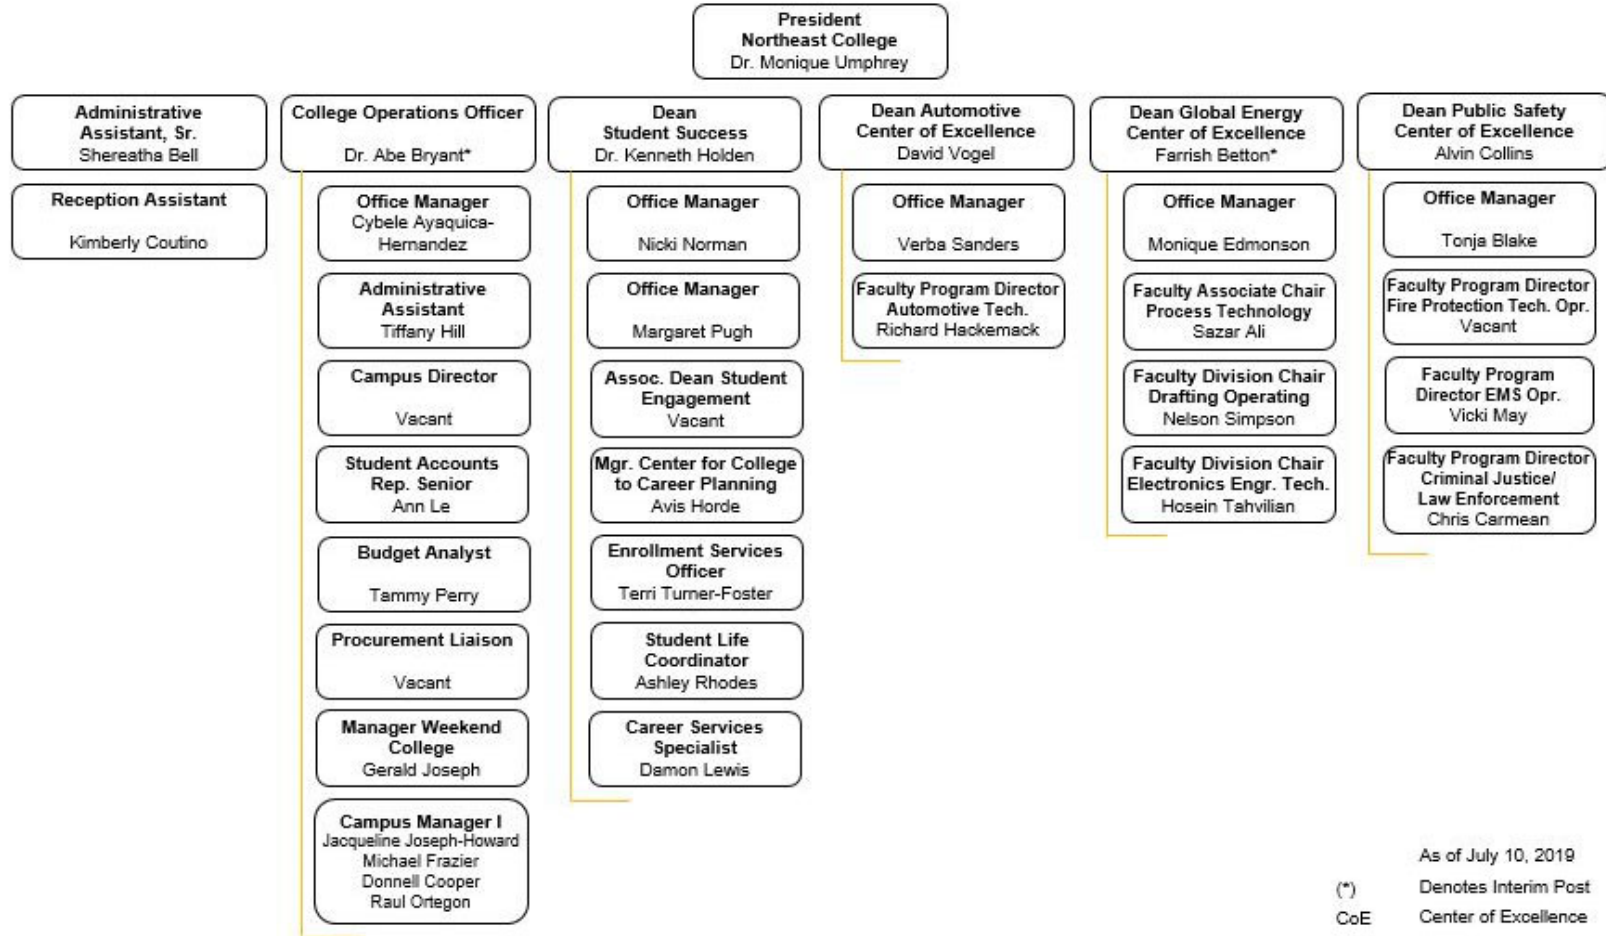 President
Northeast College
Dr. Monique Umphrey
Administrative
Assistant, Sr.
Shereatha Bell
Reception Assistant
Kimberly Coutino
College Operations Officer
Dr. Abe Bryant*
Office Manager
Cybele Ayaquica-
Hernandez
Administrative
Assistant
Tiffany Hill
Campus Director
Vacant
Student Accounts
Rep. Senior
Ann Le
Budget Analyst
Tammy Perry
Procurement Liaison
Vacant
Manager Weekend
College
Gerald Joseph
Campus Manager I
Jacqueline Joseph-Howard
Michael Frazier
Donnell Cooper
Raul Ortegon
Dean
Student Success
Dr. Kenneth Holden
Office Manager
Nicki Norman
Office Manager
Margaret Pugh
Assoc. Dean Student
Engagement
Vacant
Mgr. Center for College
to Career Planning
Avis Horde
Enrollment Services
Officer
Terri Turner-Foster
Student Life
Coordinator
Ashley Rhodes
Career Services
Specialist
Damon Lewis
Dean Automotive
Center of Excellence
David Vogel
Office Manager
Verba Sanders
Faculty Program Director
Automotive Tech.
Richard Hackemack
Dean Global Energy
Center of Excellence
Farrish Betton*
Office Manager
Monique Edmonson
Faculty Associate Chair
Process Technology
Sazar Ali
Faculty Division Chair
Drafting Operating
Nelson Simpson
Faculty Division Chair
Electronics Engr. Tech.
Hosein Tahvilian
Dean Public Safety
Center of Excellence
Alvin Collins
Office Manager
Tonja Blake
Faculty Program Director
Fire Protection Tech. Opr.
Vacant
Faculty Program
Director EMS Opr.
Vicki May
Faculty Program Director
Criminal Justice/
Law Enforcement
Chris Carmean
As of July 10, 2019
(*) Denotes Interim Post
CoE Center of Excellence